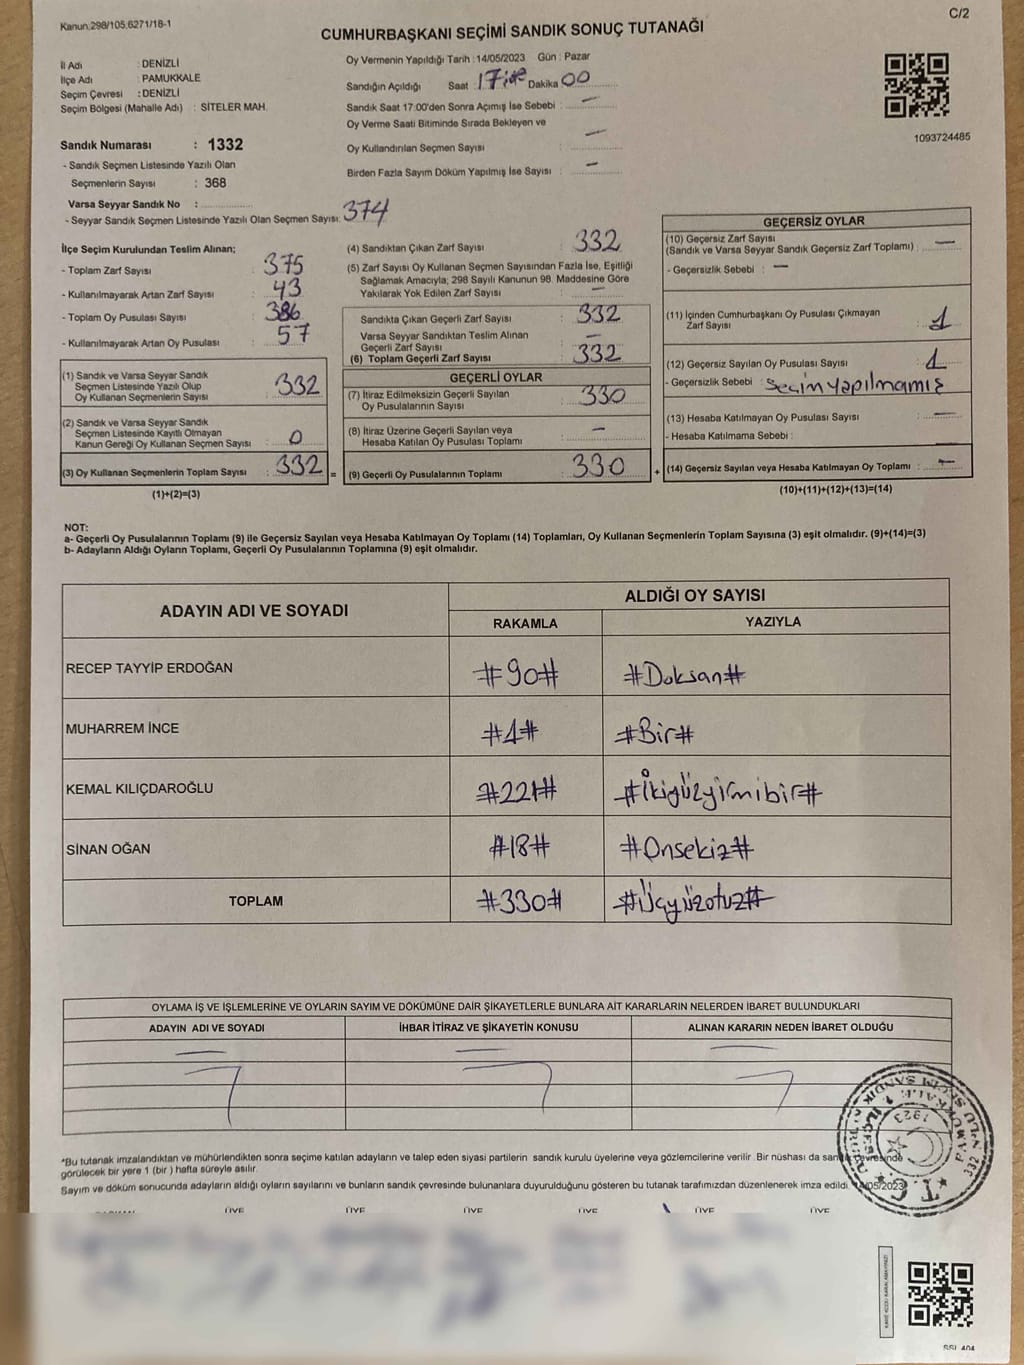 Kanun:298/105,6271/18-1
C/2
CUMHURBAŞKANI SEÇİMİ SANDIK SONUÇ TUTANAĞI
İl Adı : DENİZLİ
İlçe Adı : PAMUKKALE
Seçim Çevresi : DENİZLİ
Seçim Bölgesi (Mahalle Adı) : SİTELER MAH.
Sandık Numarası : 1332
- Sandık Seçmen Listesinde Yazılı Olan
Seçmenlerin Sayısı : 368
Varsa Seyyar Sandık No :
- Seyyar Sandık Seçmen Listesinde Yazılı Olan Seçmen Sayısı: 374
Oy Vermenin Yapıldığı Tarih : 14/05/2023 Gün : Pazar
Sandığın Açıldığı Saat : 17 Dakika 00
Sandık Saat 17:00'den Sonra Açımış İse Sebebi : —
Oy Verme Saati Bitiminde Sırada Bekleyen ve
Oy Kullandırılan Seçmen Sayısı : —
Birden Fazla Sayım Döküm Yapılmış İse Sayısı : —
1093724485
İlçe Seçim Kurulundan Teslim Alınan;
- Toplam Zarf Sayısı : 375
- Kullanılmayarak Artan Zarf Sayısı : 43
- Toplam Oy Pusulası Sayısı : 386
- Kullanılmayarak Artan Oy Pusulası : 57
(1) Sandık ve Varsa Seyyar Sandık
Seçmen Listesinde Yazılı Olup
Oy Kullanan Seçmenlerin Sayısı : 332
(2) Sandık ve Varsa Seyyar Sandık
Seçmen Listesinde Kayıtlı Olmayan
Kanun Gereği Oy Kullanan Seçmen Sayısı : 0
(3) Oy Kullanan Seçmenlerin Toplam Sayısı : 332 =
(1)+(2)=(3)
(4) Sandıktan Çıkan Zarf Sayısı : 332
(5) Zarf Sayısı Oy Kullanan Seçmen Sayısından Fazla İse, Eşitliği
Sağlamak Amacıyla; 298 Sayılı Kanunun 98. Maddesine Göre
Yakılarak Yok Edilen Zarf Sayısı : —
Sandıkta Çıkan Geçerli Zarf Sayısı : 332
Varsa Seyyar Sandıktan Teslim Alınan
Geçerli Zarf Sayısı : —
(6) Toplam Geçerli Zarf Sayısı : 332
GEÇERLİ OYLAR
(7) İtiraz Edilmeksizin Geçerli Sayılan
Oy Pusulalarının Sayısı : 330
(8) İtiraz Üzerine Geçerli Sayılan veya
Hesaba Katılan Oy Pusulası Toplamı : —
(9) Geçerli Oy Pusulalarının Toplamı : 330 +
GEÇERSİZ OYLAR
(10) Geçersiz Zarf Sayısı
(Sandık ve Varsa Seyyar Sandık Geçersiz Zarf Toplamı) : —
- Geçersizlik Sebebi : —
(11) İçinden Cumhurbaşkanı Oy Pusulası Çıkmayan
Zarf Sayısı : 1
(12) Geçersiz Sayılan Oy Pusulası Sayısı : 1
- Geçersizlik Sebebi : Seçim yapılmamış
(13) Hesaba Katılmayan Oy Pusulası Sayısı : —
- Hesaba Katılmama Sebebi : —
(14) Geçersiz Sayılan veya Hesaba Katılmayan Oy Toplamı : —
(10)+(11)+(12)+(13)=(14)
NOT:
a- Geçerli Oy Pusulalarının Toplamı (9) ile Geçersiz Sayılan veya Hesaba Katılmayan Oy Toplamı (14) Toplamları, Oy Kullanan Seçmenlerin Toplam Sayısına (3) eşit olmalıdır. (9)+(14)=(3)
b- Adayların Aldığı Oyların Toplamı, Geçerli Oy Pusulalarının Toplamına (9) eşit olmalıdır.
ADAYIN ADI VE SOYADI ALDIĞI OY SAYISI
RAKAMLA YAZIYLA
RECEP TAYYİP ERDOĞAN #90# #Doksan#
MUHARREM İNCE #1# #Bir#
KEMAL KILIÇDAROĞLU #221# #İkiyüzyirmibir#
SİNAN OĞAN #18# #Onsekiz#
TOPLAM #330# #Üçyüzotuz#
OYLAMA İŞ VE İŞLEMLERİNE VE OYLARIN SAYIM VE DÖKÜMÜNE DAİR ŞİKAYETLERLE BUNLARA AİT KARARLARIN NELERDEN İBARET BULUNDUKLARI
ADAYIN ADI VE SOYADI İHBAR İTİRAZ VE ŞİKAYETİN KONUSU ALINAN KARARIN NEDEN İBARET OLDUĞU
— — —
*Bu tutanak imzalandıktan ve mühürlendikten sonra seçime katılan adayların ve talep eden siyasi partilerin sandık kurulu üyelerine veya gözlemcilerine verilir. Bir nüshası da sandık çevresinde
görülecek bir yere 1 (bir ) hafta süreyle asılır.
Sayım ve döküm sonucunda adayların aldığı oyların sayılarını ve bunların sandık çevresinde bulunanlara duyurulduğunu gösteren bu tutanak tarafımızdan düzenlenerek imza edildi. 14/05/2023
T.C. 1923
ÜYE ÜYE ÜYE ÜYE ÜYE ÜYE